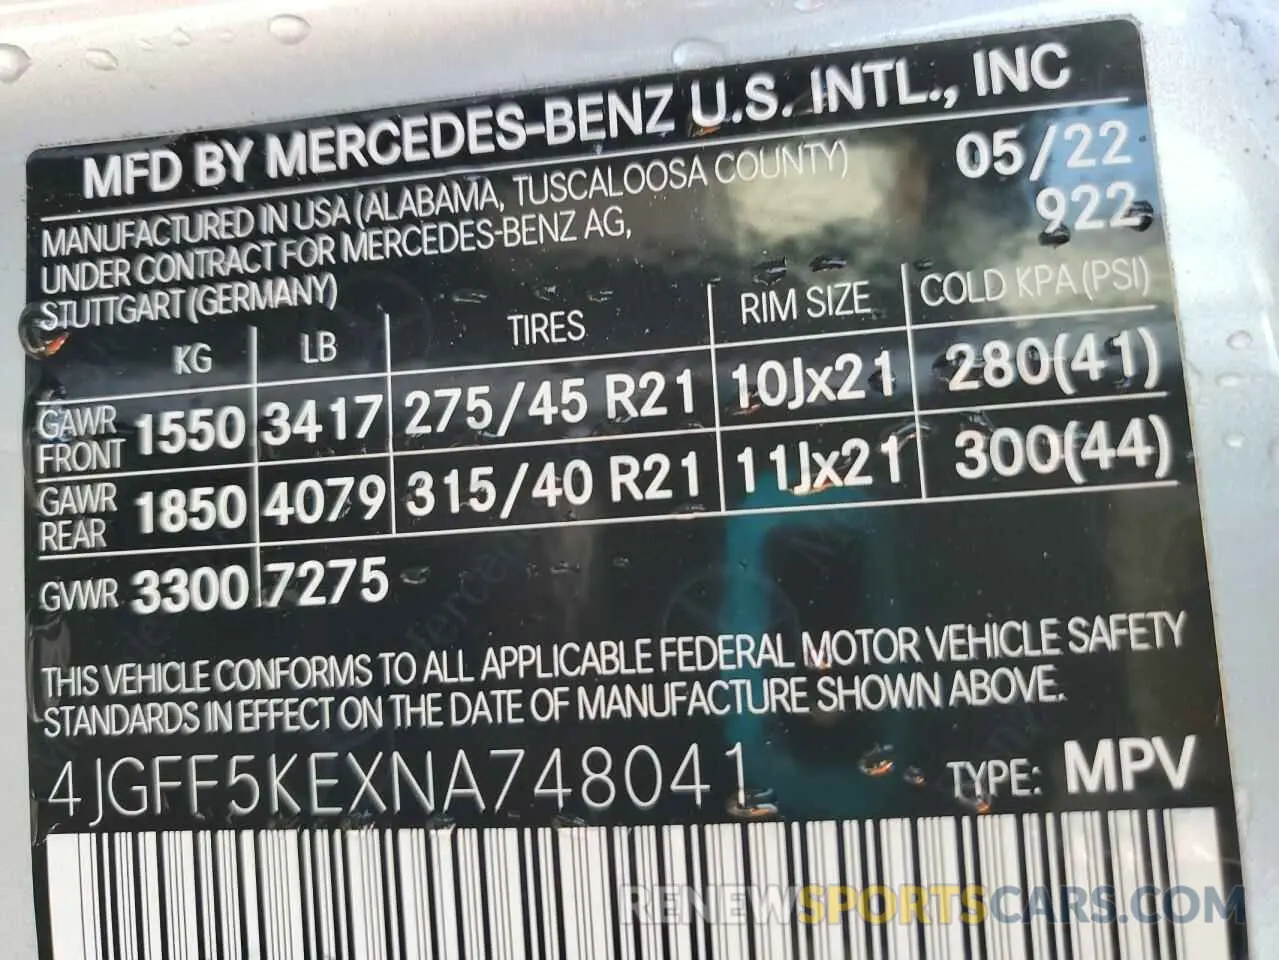 MFD BY MERCEDES-BENZ U.S. INTL., INC
MANUFACTURED IN USA (ALABAMA, TUSCALOOSA COUNTY) 05/22
UNDER CONTRACT FOR MERCEDES-BENZ AG, 922
STUTTGART (GERMANY)
KG LB TIRES RIM SIZE COLD KPA (PSI)
GAWR FRONT 1550 3417 275/45 R21 10Jx21 280(41)
GAWR REAR 1850 4079 315/40 R21 11Jx21 300(44)
GVWR 3300 7275
THIS VEHICLE CONFORMS TO ALL APPLICABLE FEDERAL MOTOR VEHICLE SAFETY
STANDARDS IN EFFECT ON THE DATE OF MANUFACTURE SHOWN ABOVE.
4JGFF5KEXNA748041 TYPE: MPV
RENEWSPORTSCARS.COM